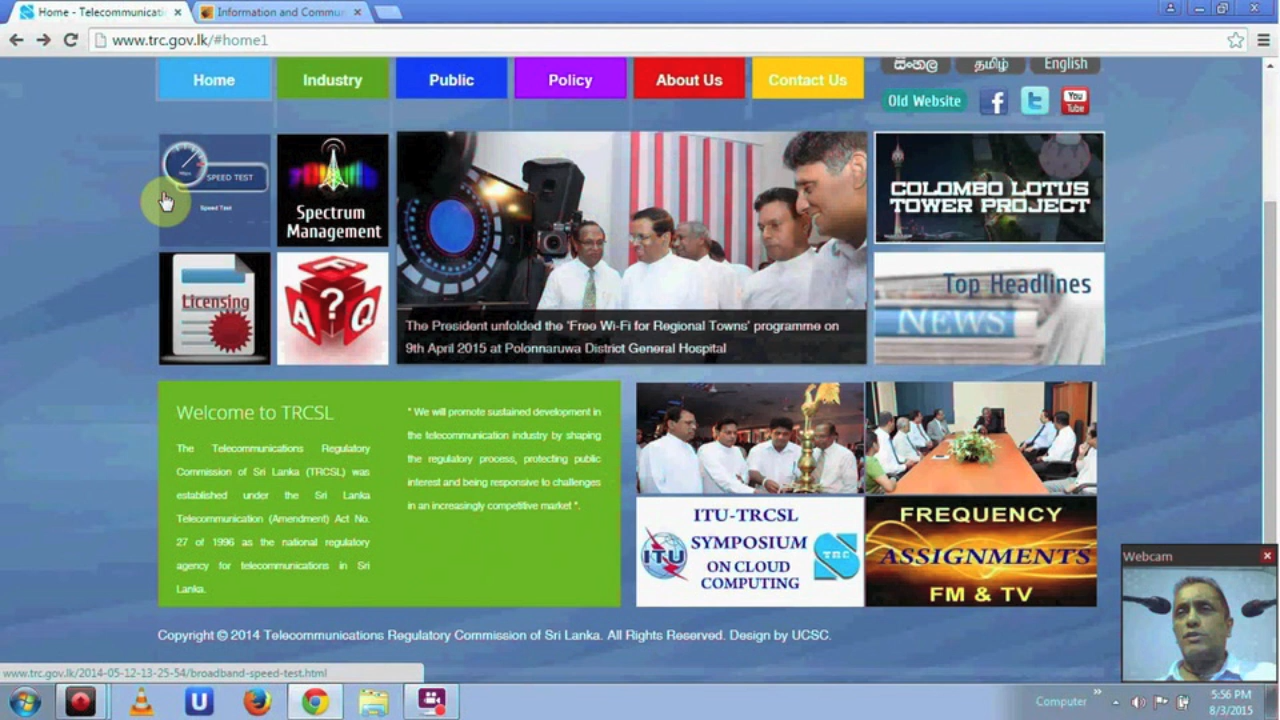 Home - Telecommunicati
Information and Commun
www.trc.gov.lk/#home1
Home
Industry
Public
Policy
About Us
Contact Us
සිංහල
தமிழ்
English
Old Website
f
t
You
Tube
SPEED TEST
Speed Test
Spectrum
Management
COLOMBO LOTUS
TOWER PROJECT
Licensing
F
A ? Q
The President unfolded the 'Free Wi-Fi for Regional Towns' programme on
9th April 2015 at Polonnaruwa District General Hospital
Top Headlines
NEWS
Welcome to TRCSL
The Telecommunications Regulatory
Commission of Sri Lanka (TRCSL) was
established under the Sri Lanka
Telecommunication (Amendment) Act No.
27 of 1996 as the national regulatory
agency for telecommunications in Sri
Lanka.
" We will promote sustained development in
the telecommunication industry by shaping
the regulatory process, protecting public
interest and being responsive to challenges
in an increasingly competitive market ".
ITU-TRCSL
SYMPOSIUM
ON CLOUD
COMPUTING
ITU
TRC
FREQUENCY
ASSIGNMENTS
FM & TV
Webcam
Copyright © 2014 Telecommunications Regulatory Commission of Sri Lanka. All Rights Reserved. Design by UCSC.
www.trc.gov.lk/2014-05-12-13-25-54/broadband-speed-test.html
U
Computer
5:56 PM
8/3/2015